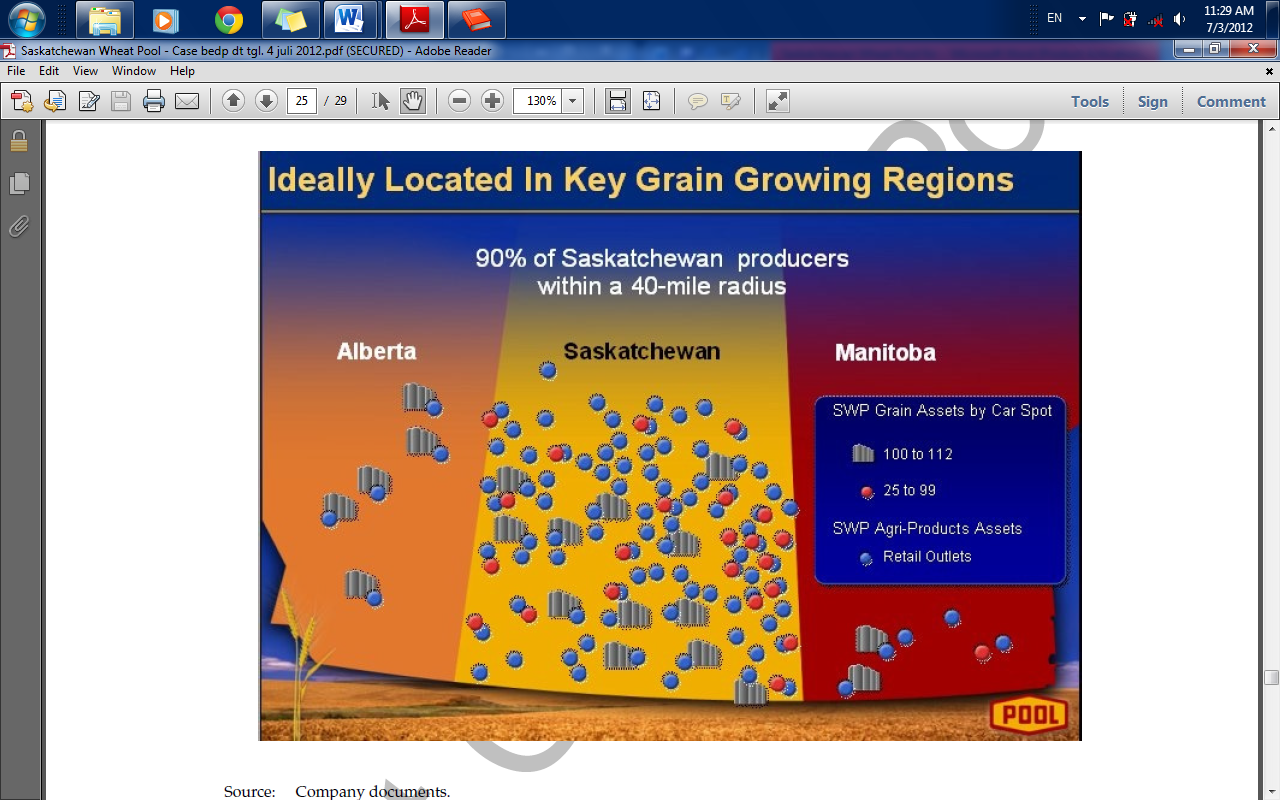 EN
11:29 AM
7/3/2012
Saskatchewan Wheat Pool - Case bedp dt tgl. 4 juli 2012.pdf (SECURED) - Adobe Reader
File Edit View Window Help
25 / 29 130% Tools Sign Comment
Ideally Located In Key Grain Growing Regions
90% of Saskatchewan producers
within a 40-mile radius
Alberta Saskatchewan Manitoba
SWP Grain Assets by Car Spot
100 to 112
25 to 99
SWP Agri-Products Assets
Retail Outlets
POOL
Source: Company documents.